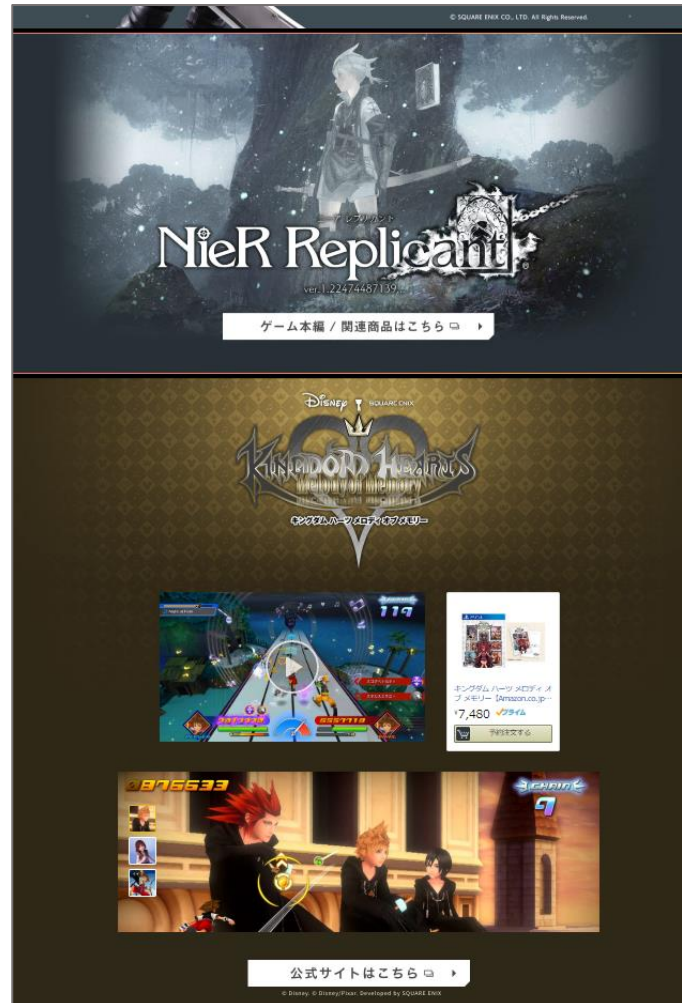 © SQUARE ENIX CO., LTD. All Rights Reserved.
ニーア レプリカント
NieR Replicant
ver.1.22474487139...
ゲーム本編 / 関連商品はこちら
Disney SQUARE ENIX
KINGDOM HEARTS
MELODY OF MEMORY
キングダム ハーツ メロディ オブ メモリー
119
キングダム ハーツ メロディ オ
ブ メモリー 【Amazon.co.jp…
¥7,480 プライム
予約注文する
876633
CHAIN
9
公式サイトはこちら
© Disney. © Disney/Pixar. Developed by SQUARE ENIX